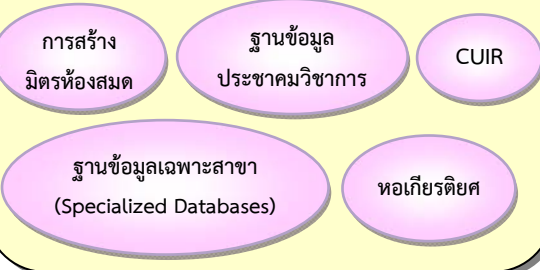 การสร้าง
มิตรห้องสมุด
ฐานข้อมูล
ประชาคมวิชาการ
CUIR
ฐานข้อมูลเฉพาะสาขา
(Specialized Databases)
หอเกียรติยศ